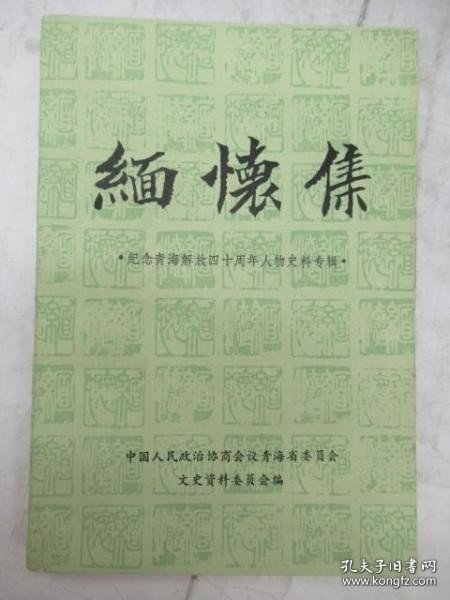 緬懷集
•纪念青海解放四十周年人物史料专辑•
中国人民政治协商会议青海省委员会
文史资料委员会编
孔夫子旧书网
www.kongfz.com